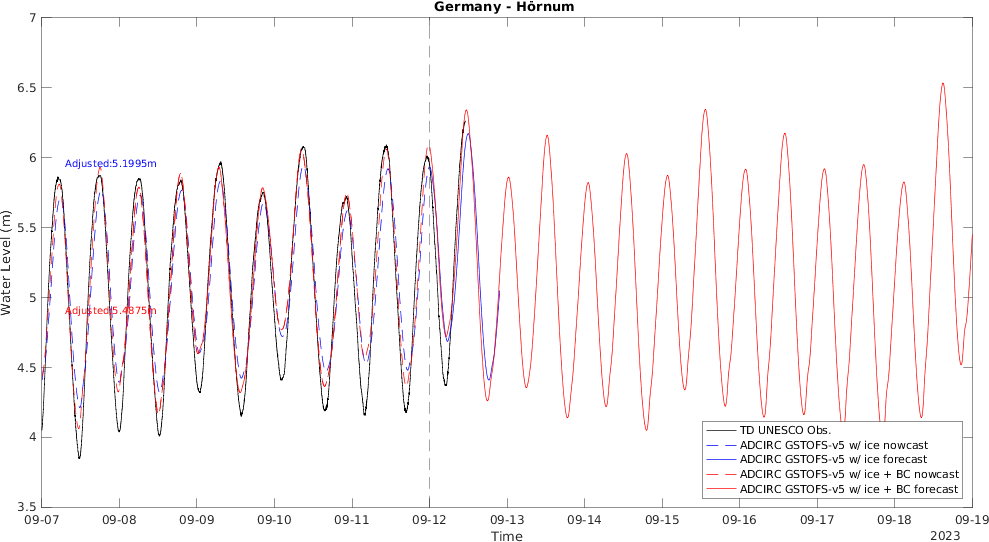 Germany - Hörnum
7
6.5
6
5.5
5
4.5
4
3.5
Water Level (m)
Adjusted:5.1995m
Adjusted:5.4875m
TD UNESCO Obs.
ADCIRC GSTOFS-v5 w/ ice nowcast
ADCIRC GSTOFS-v5 w/ ice forecast
ADCIRC GSTOFS-v5 w/ ice + BC nowcast
ADCIRC GSTOFS-v5 w/ ice + BC forecast
09-07 09-08 09-09 09-10 09-11 09-12 09-13 09-14 09-15 09-16 09-17 09-18 09-19
Time
2023